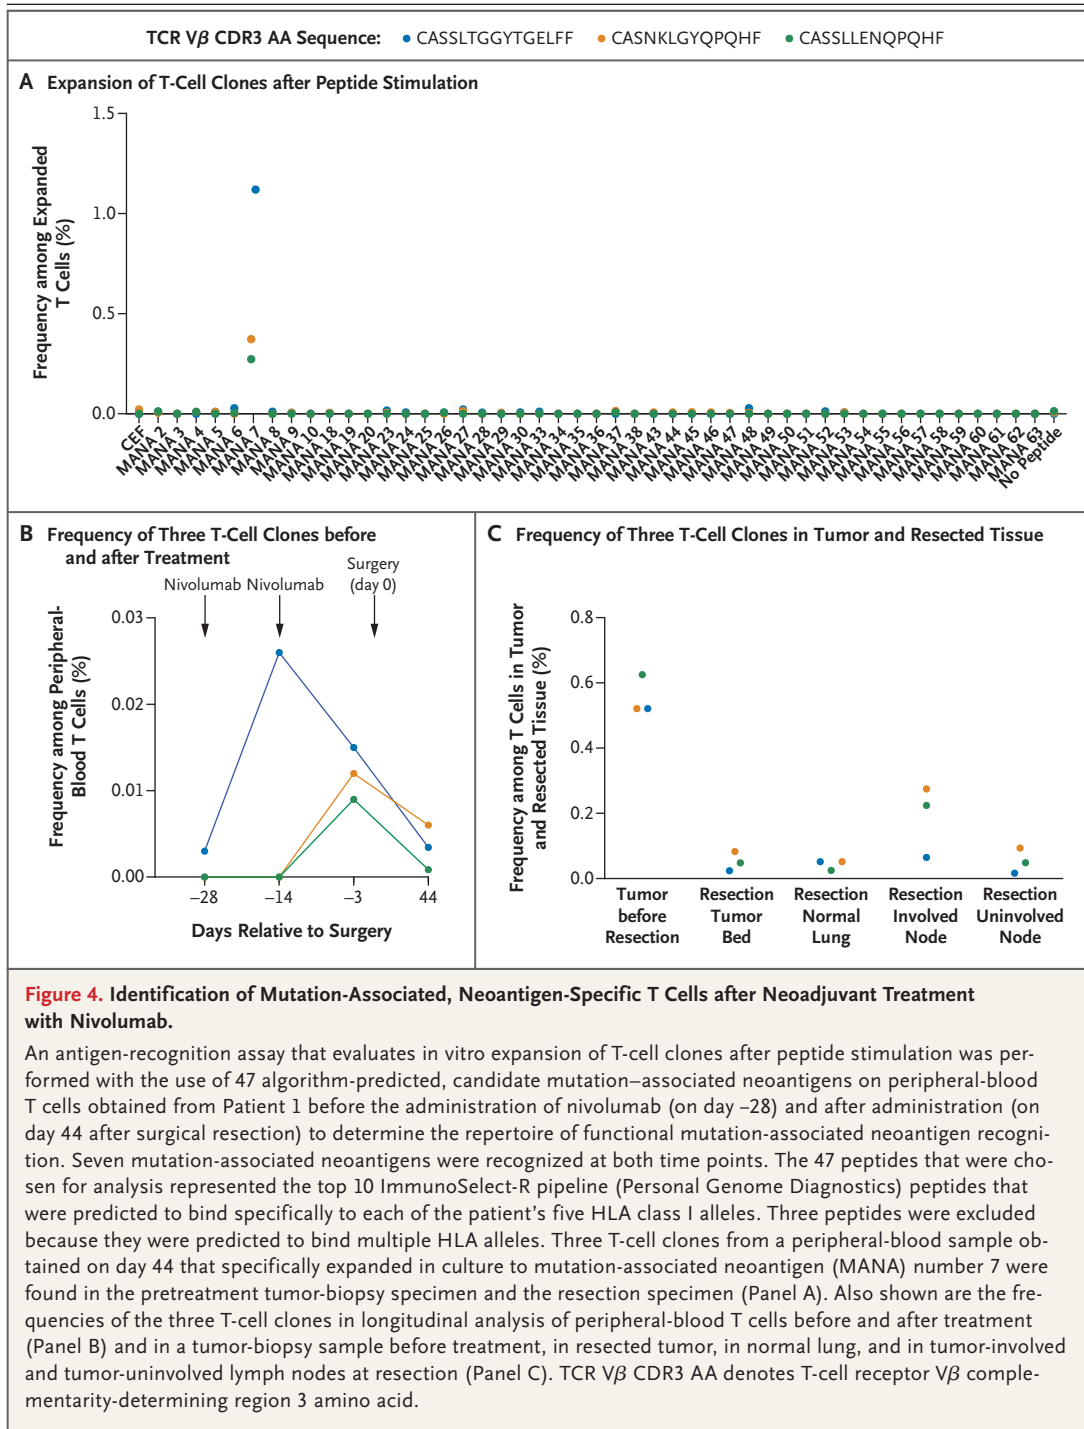 TCR Vβ CDR3 AA Sequence: CASSLTGGYTGELFF CASNKLGYQPQHF CASSLLENQPQHF
A Expansion of T-Cell Clones after Peptide Stimulation
Frequency among Expanded
T Cells (%)
1.5
1.0
0.5
0.0
CEF
MANA 2
MANA 3
MANA 4
MANA 5
MANA 6
MANA 7
MANA 8
MANA 9
MANA 10
MANA 18
MANA 19
MANA 20
MANA 23
MANA 24
MANA 25
MANA 26
MANA 27
MANA 28
MANA 29
MANA 30
MANA 33
MANA 34
MANA 35
MANA 36
MANA 37
MANA 38
MANA 43
MANA 44
MANA 45
MANA 46
MANA 47
MANA 48
MANA 49
MANA 50
MANA 51
MANA 52
MANA 53
MANA 54
MANA 55
MANA 56
MANA 57
MANA 58
MANA 59
MANA 60
MANA 61
MANA 62
MANA 63
No Peptide
B Frequency of Three T-Cell Clones before
and after Treatment
Nivolumab Nivolumab
Surgery
(day 0)
Frequency among Peripheral-
Blood T Cells (%)
0.03
0.02
0.01
0.00
–28 –14 –3 44
Days Relative to Surgery
C Frequency of Three T-Cell Clones in Tumor and Resected Tissue
Frequency among T Cells in Tumor
and Resected Tissue (%)
0.8
0.6
0.4
0.2
0.0
Tumor
before
Resection
Resection
Tumor
Bed
Resection
Normal
Lung
Resection
Involved
Node
Resection
Uninvolved
Node
Figure 4. Identification of Mutation-Associated, Neoantigen-Specific T Cells after Neoadjuvant Treatment
with Nivolumab.
An antigen-recognition assay that evaluates in vitro expansion of T-cell clones after peptide stimulation was per-
formed with the use of 47 algorithm-predicted, candidate mutation–associated neoantigens on peripheral-blood
T cells obtained from Patient 1 before the administration of nivolumab (on day –28) and after administration (on
day 44 after surgical resection) to determine the repertoire of functional mutation-associated neoantigen recogni-
tion. Seven mutation-associated neoantigens were recognized at both time points. The 47 peptides that were cho-
sen for analysis represented the top 10 ImmunoSelect-R pipeline (Personal Genome Diagnostics) peptides that
were predicted to bind specifically to each of the patient's five HLA class I alleles. Three peptides were excluded
because they were predicted to bind multiple HLA alleles. Three T-cell clones from a peripheral-blood sample ob-
tained on day 44 that specifically expanded in culture to mutation-associated neoantigen (MANA) number 7 were
found in the pretreatment tumor-biopsy specimen and the resection specimen (Panel A). Also shown are the fre-
quencies of the three T-cell clones in longitudinal analysis of peripheral-blood T cells before and after treatment
(Panel B) and in a tumor-biopsy sample before treatment, in resected tumor, in normal lung, and in tumor-involved
and tumor-uninvolved lymph nodes at resection (Panel C). TCR Vβ CDR3 AA denotes T-cell receptor Vβ comple-
mentarity-determining region 3 amino acid.